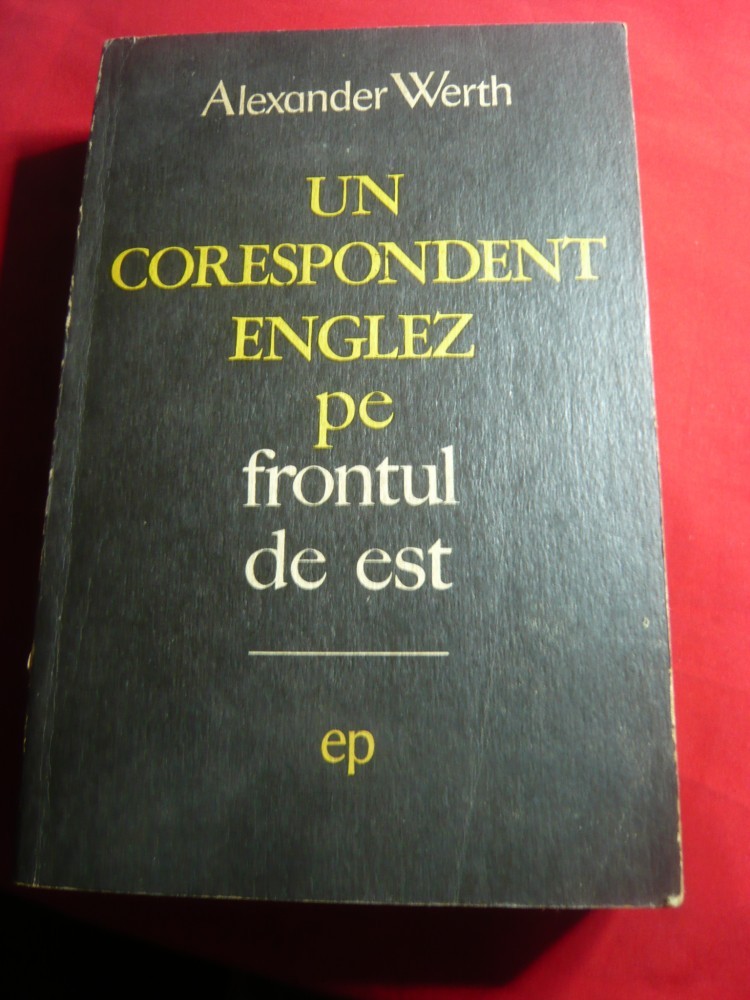 Alexander Werth
UN
CORESPONDENT
ENGLEZ
pe
frontul
de est
ep